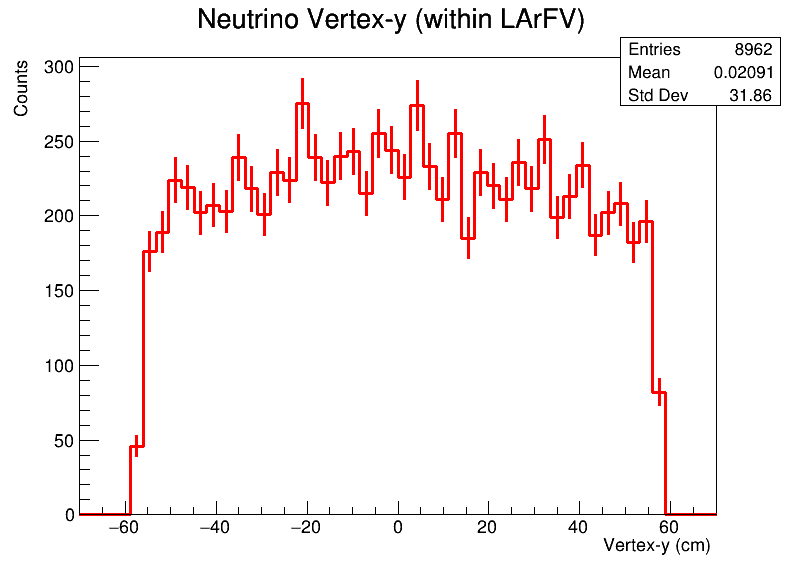 Neutrino Vertex-y (within LArFV)
Entries 8962
Mean 0.02091
Std Dev 31.86
Counts
300
250
200
150
100
50
0
−60 −40 −20 0 20 40 60
Vertex-y (cm)